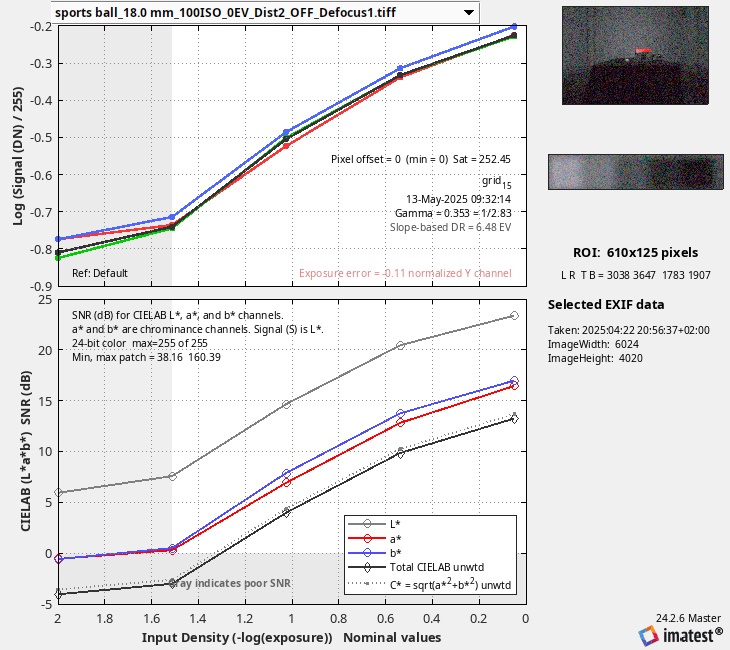 sports ball_18.0 mm_100ISO_0EV_Dist2_OFF_Defocus1.tiff
-0.2
-0.3
-0.4
-0.5
-0.6
-0.7
-0.8
-0.9
Log (Signal (DN) / 255)
Pixel offset = 0 (min = 0) Sat = 252.45
grid15
13-May-2025 09:32:14
Gamma = 0.353 = 1/2.83
Slope-based DR = 6.48 EV
Ref: Default
Exposure error = -0.11 normalized Y channel
25
20
15
10
5
0
-5
CIELAB (L*a*b*) SNR (dB)
SNR (dB) for CIELAB L*, a*, and b* channels.
a* and b* are chrominance channels. Signal (S) is L*.
24-bit color max=255 of 255
Min, max patch = 38.16 160.39
L*
a*
b*
Total CIELAB unwtd
C* = sqrt(a*2+b*2) unwtd
Gray indicates poor SNR
2 1.8 1.6 1.4 1.2 1 0.8 0.6 0.4 0.2 0
Input Density (-log(exposure)) Nominal values
ROI: 610x125 pixels
L R T B = 3038 3647 1783 1907
Selected EXIF data
Taken: 2025:04:22 20:56:37+02:00
ImageWidth: 6024
ImageHeight: 4020
24.2.6 Master
imatest®